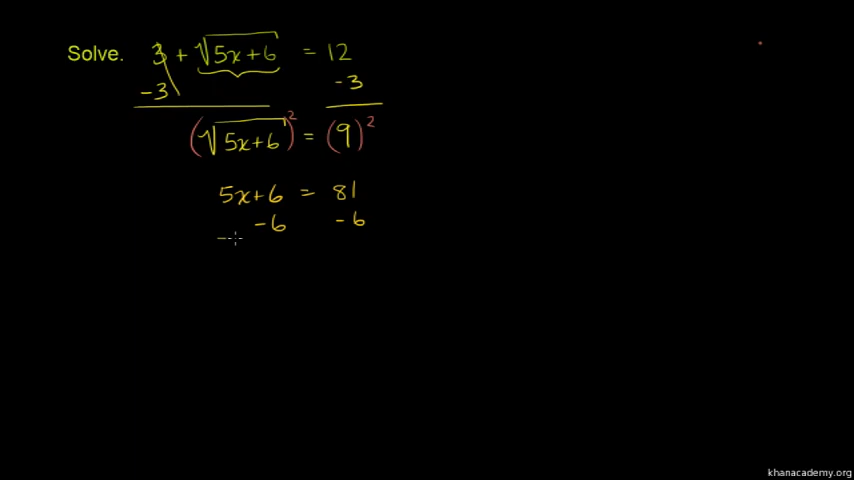 Solve. 3 + √5x+6 = 12
-3 -3
(√5x+6)² = (9)²
5x+6 = 81
-6 -6
khanacademy.org